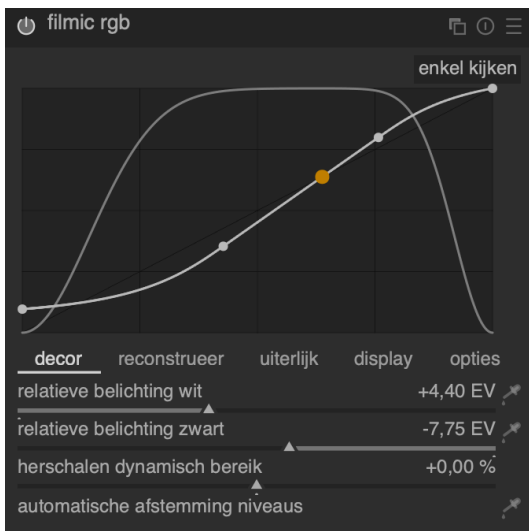 filmic rgb
enkel kijken
decor reconstrueer uiterlijk display opties
relatieve belichting wit +4,40 EV
relatieve belichting zwart -7,75 EV
herschalen dynamisch bereik +0,00 %
automatische afstemming niveaus